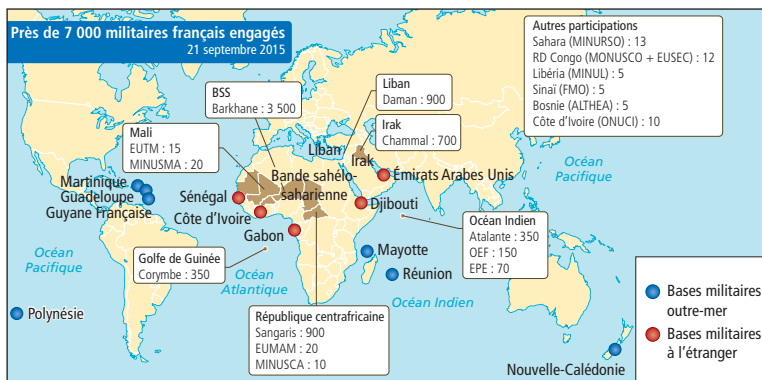 Près de 7 000 militaires français engagés
21 septembre 2015
Autres participations
Sahara (MINURSO) : 13
RD Congo (MONUSCO + EUSEC) : 12
Libéria (MINUL) : 5
Sinaï (FMO) : 5
Bosnie (ALTHEA) : 5
Côte d'Ivoire (ONUCI) : 10
BSS
Barkhane : 3 500
Liban
Daman : 900
Irak
Chammal : 700
Mali
EUTM : 15
MINUSMA : 20
Liban
Irak
Océan
Pacifique
Martinique
Guadeloupe
Guyane Française
Sénégal
Bande sahélo-
saharienne
Émirats Arabes Unis
Djibouti
Côte d'Ivoire
Gabon
Océan Indien
Atalante : 350
OEF : 150
EPE : 70
Océan
Pacifique
Golfe de Guinée
Corymbe : 350
Océan
Atlantique
Mayotte
Réunion
Océan Indien
Polynésie
République centrafricaine
Sangaris : 900
EUMAM : 20
MINUSCA : 10
Nouvelle-Calédonie
Bases militaires
outre-mer
Bases militaires
à l'étranger